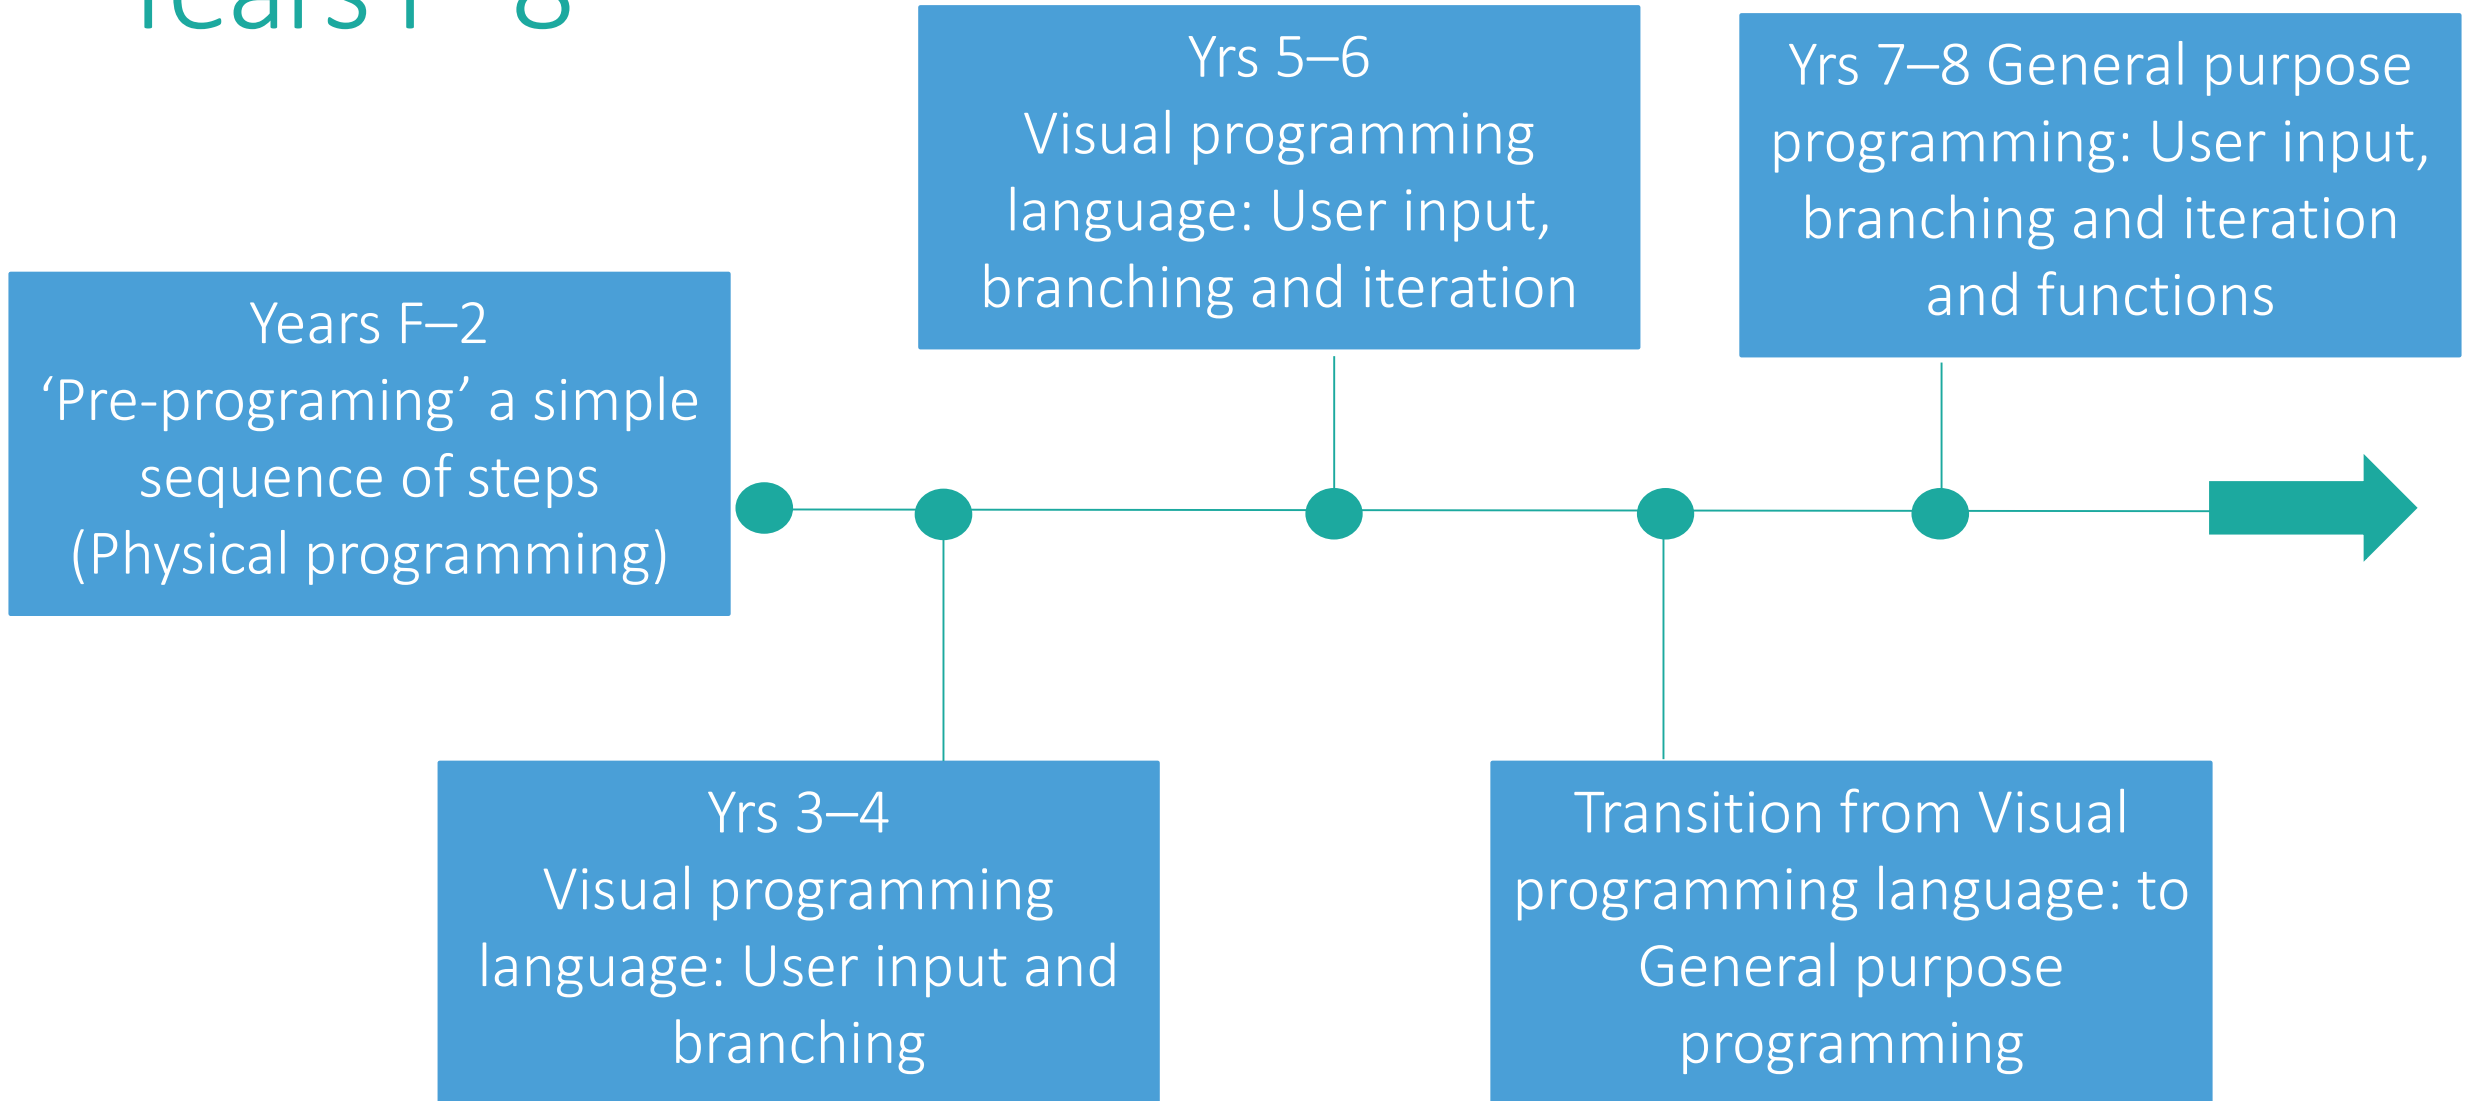 Years F–8
Years F–2
‘Pre-programing’ a simple
sequence of steps
(Physical programming)
Yrs 3–4
Visual programming
language: User input and
branching
Yrs 5–6
Visual programming
language: User input,
branching and iteration
Transition from Visual
programming language: to
General purpose
programming
Yrs 7–8 General purpose
programming: User input,
branching and iteration
and functions